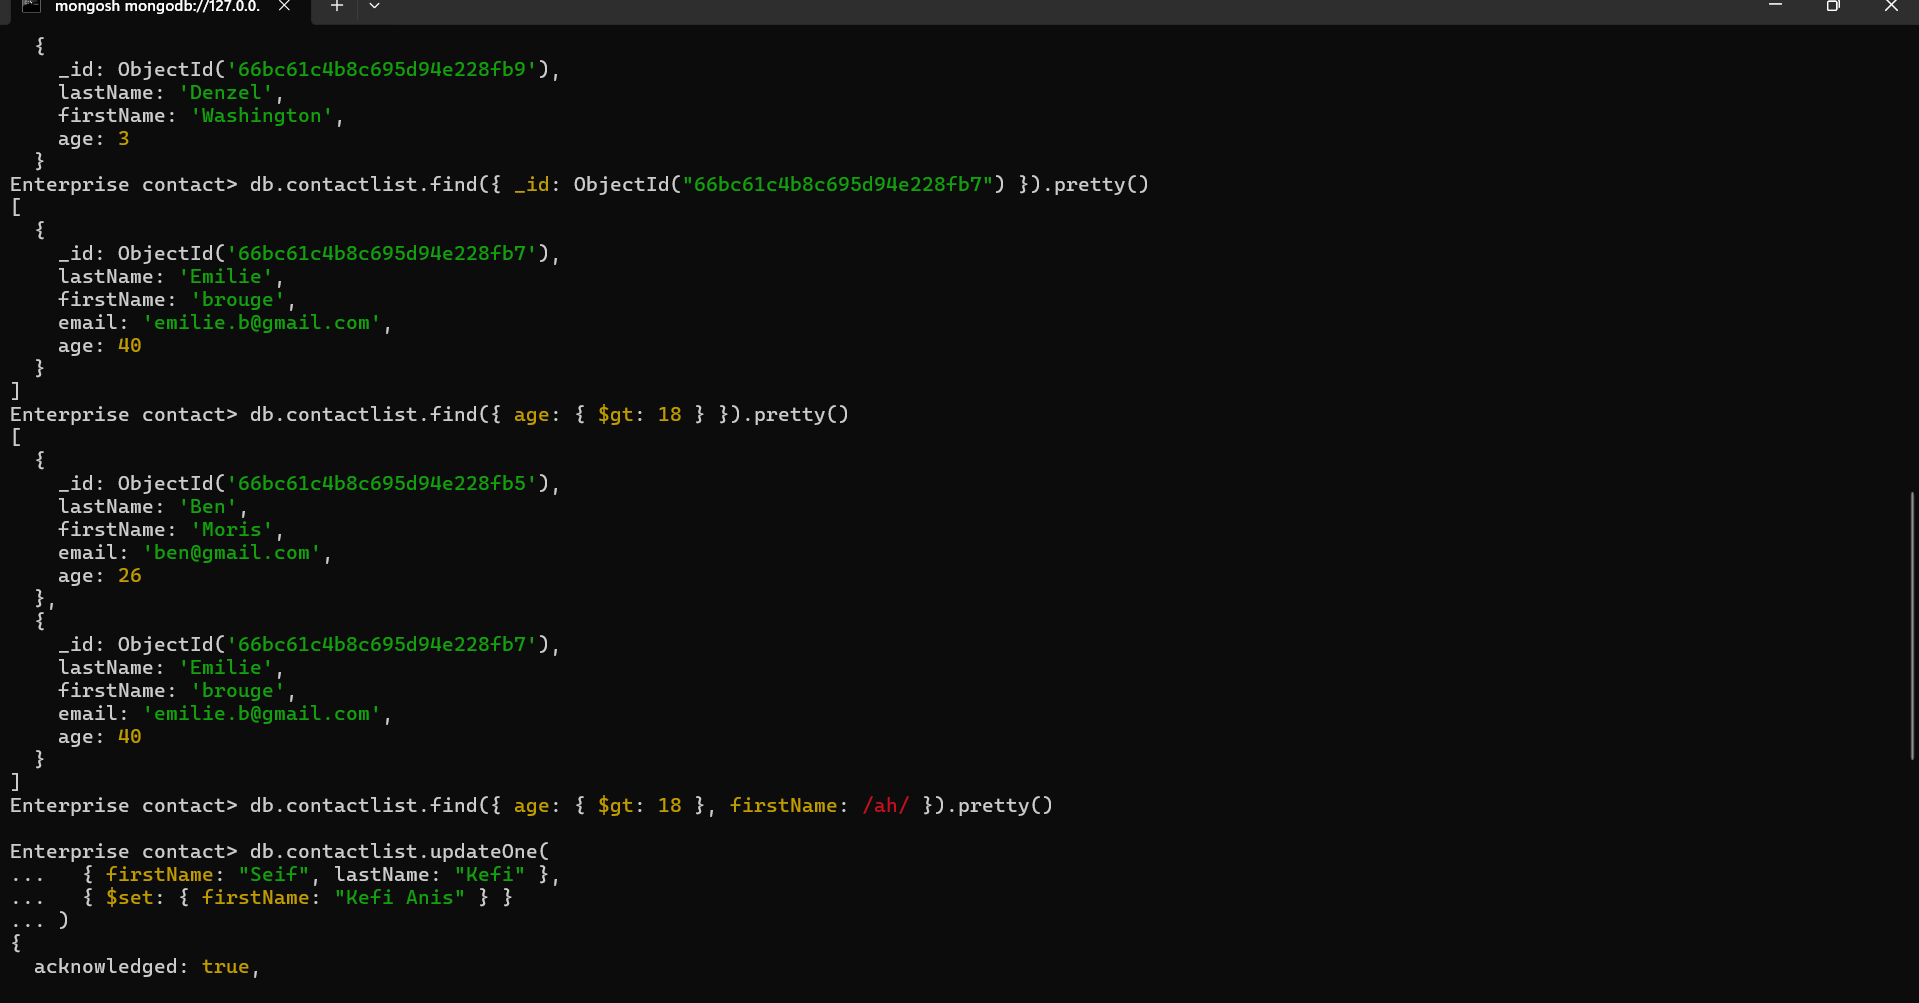 mongosh mongodb://127.0.0.
{
_id: ObjectId('66bc61c4b8c695d94e228fb9'),
lastName: 'Denzel',
firstName: 'Washington',
age: 3
}
Enterprise contact> db.contactlist.find({ _id: ObjectId("66bc61c4b8c695d94e228fb7") }).pretty()
[
{
_id: ObjectId('66bc61c4b8c695d94e228fb7'),
lastName: 'Emilie',
firstName: 'brouge',
email: 'emilie.b@gmail.com',
age: 40
}
]
Enterprise contact> db.contactlist.find({ age: { $gt: 18 } }).pretty()
[
{
_id: ObjectId('66bc61c4b8c695d94e228fb5'),
lastName: 'Ben',
firstName: 'Moris',
email: 'ben@gmail.com',
age: 26
},
{
_id: ObjectId('66bc61c4b8c695d94e228fb7'),
lastName: 'Emilie',
firstName: 'brouge',
email: 'emilie.b@gmail.com',
age: 40
}
]
Enterprise contact> db.contactlist.find({ age: { $gt: 18 }, firstName: /ah/ }).pretty()
Enterprise contact> db.contactlist.updateOne(
... { firstName: "Seif", lastName: "Kefi" },
... { $set: { firstName: "Kefi Anis" } }
... )
{
acknowledged: true,